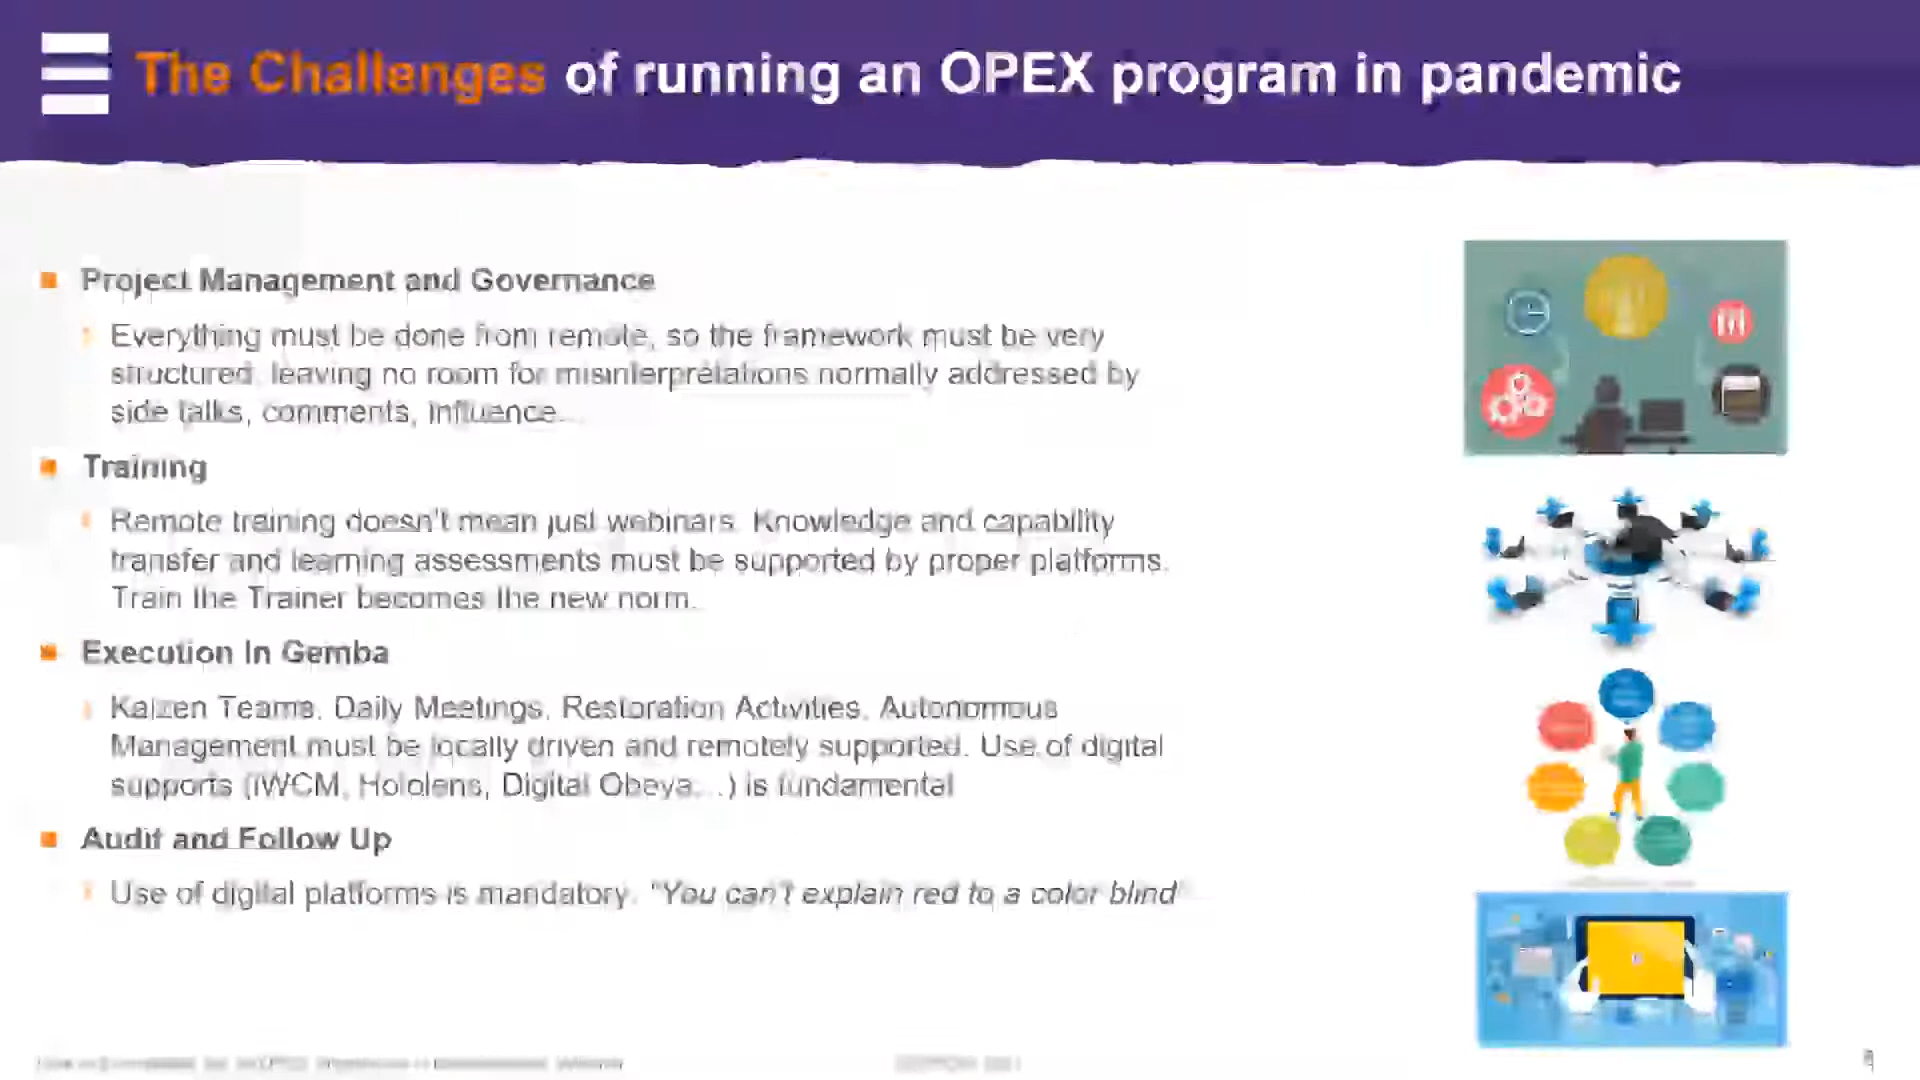 The Challenges of running an OPEX program in pandemic
Project Management and Governance
Everything must be done from remote, so the framework must be very
structured, leaving no room for misinterpretations normally addressed by
side talks, comments, influence...
Training
Remote training doesn't mean just webinars. Knowledge and capability
transfer and learning assessments must be supported by proper platforms.
Train the Trainer becomes the new norm.
Execution In Gemba
Kaizen Teams, Daily Meetings, Restoration Activities, Autonomous
Management must be locally driven and remotely supported. Use of digital
supports (iWCM, Hololens, Digital Obeya...) is fundamental
Audit and Follow Up
Use of digital platforms is mandatory. "You can't explain red to a color blind"